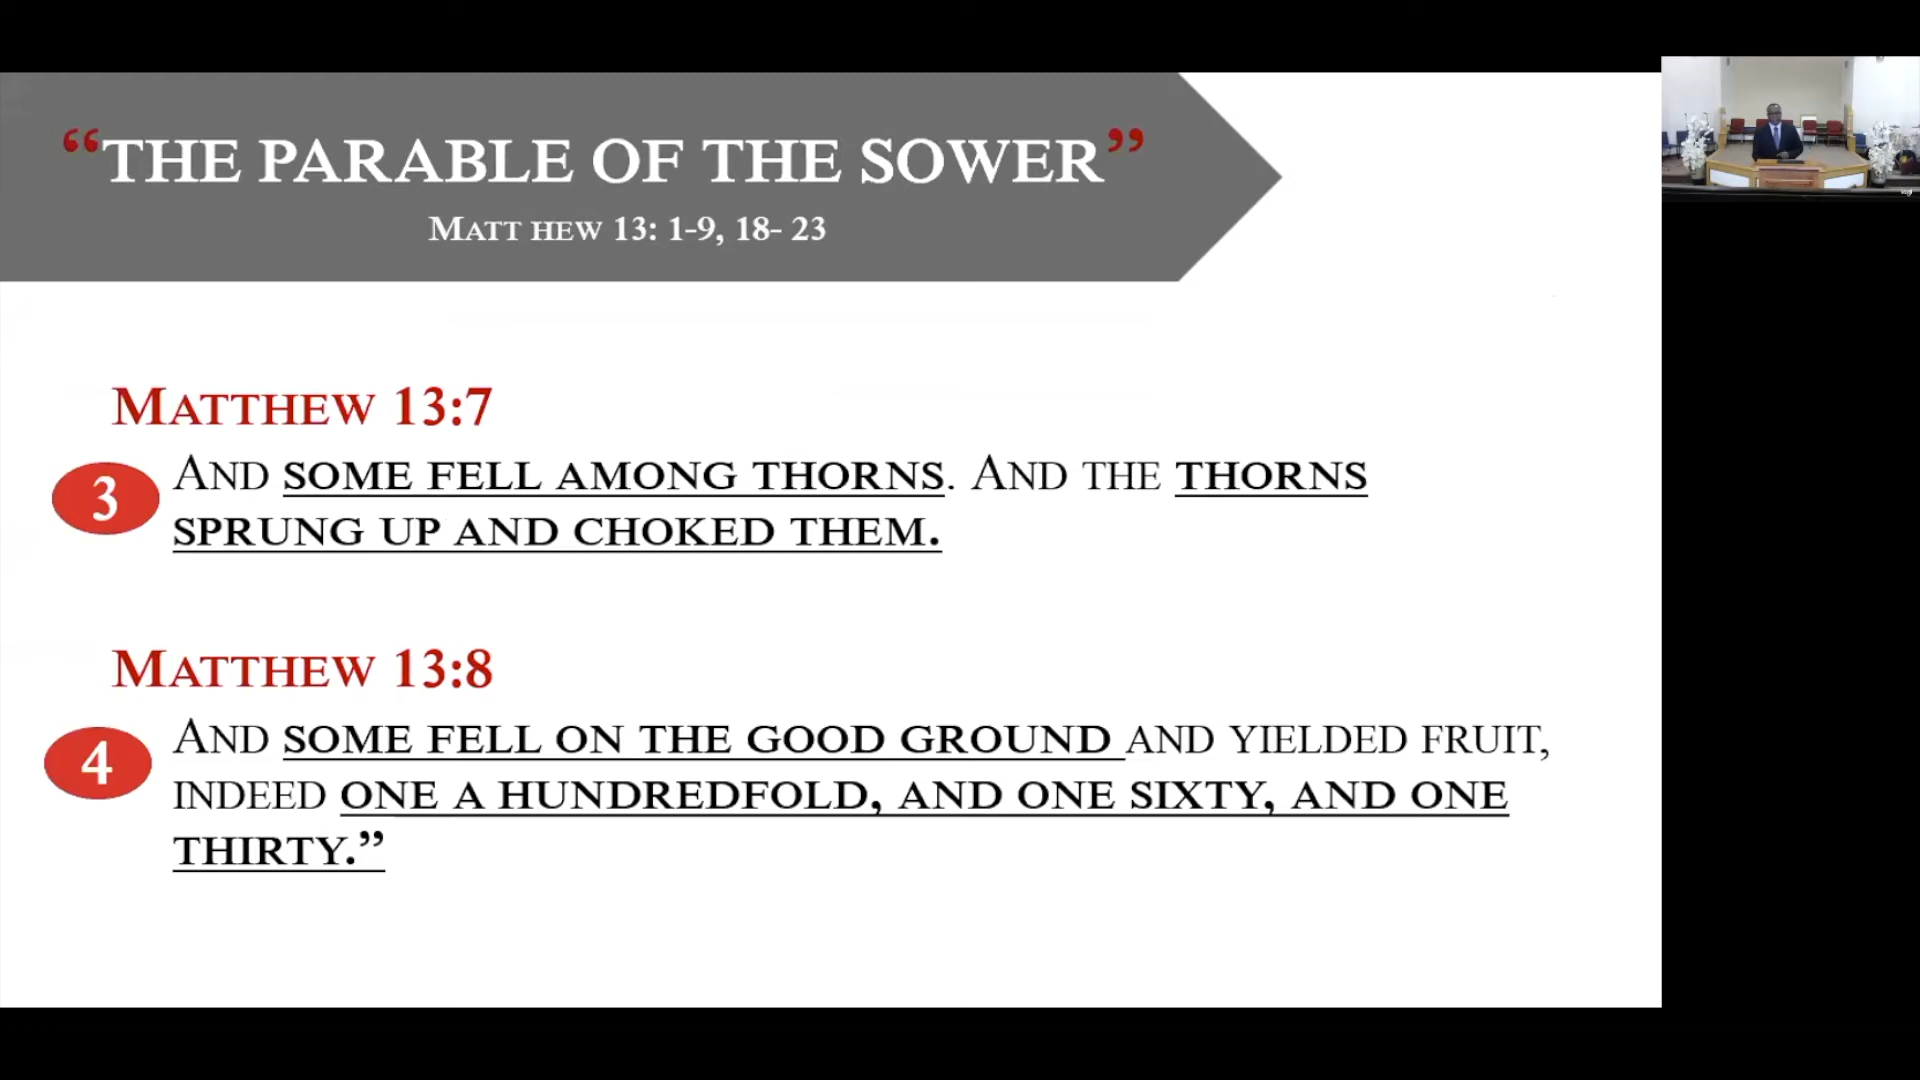 “THE PARABLE OF THE SOWER”
MATT HEW 13: 1-9, 18- 23
MATTHEW 13:7
3
AND SOME FELL AMONG THORNS. AND THE THORNS
SPRUNG UP AND CHOKED THEM.
MATTHEW 13:8
4
AND SOME FELL ON THE GOOD GROUND AND YIELDED FRUIT,
INDEED ONE A HUNDREDFOLD, AND ONE SIXTY, AND ONE
THIRTY.”